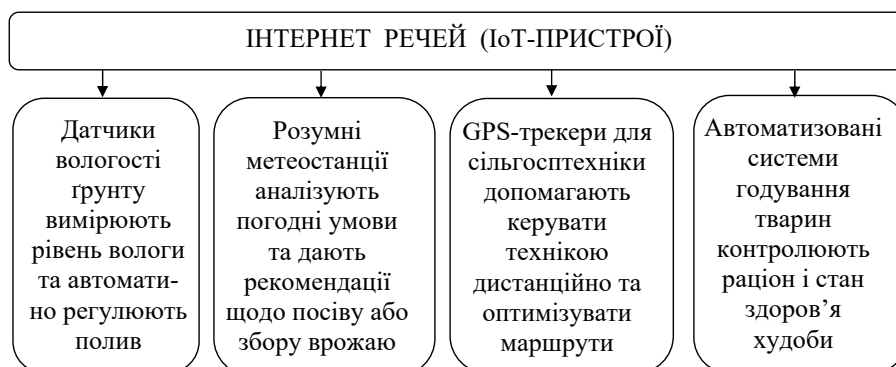 ІНТЕРНЕТ РЕЧЕЙ (ІоТ-ПРИСТРОЇ)
Датчики
вологості
ґрунту
вимірюють
рівень вологи
та автомати-
но регулюють
полив
Розумні
метеостанції
аналізують
погодні умови
та дають
рекомендації
щодо посіву або
збору врожаю
GPS-трекери для
сільгосптехніки
допомагають
керувати
технікою
дистанційно та
оптимізувати
маршрути
Автоматизовані
системи
годування
тварин
контролюють
раціон і стан
здоров’я
худоби